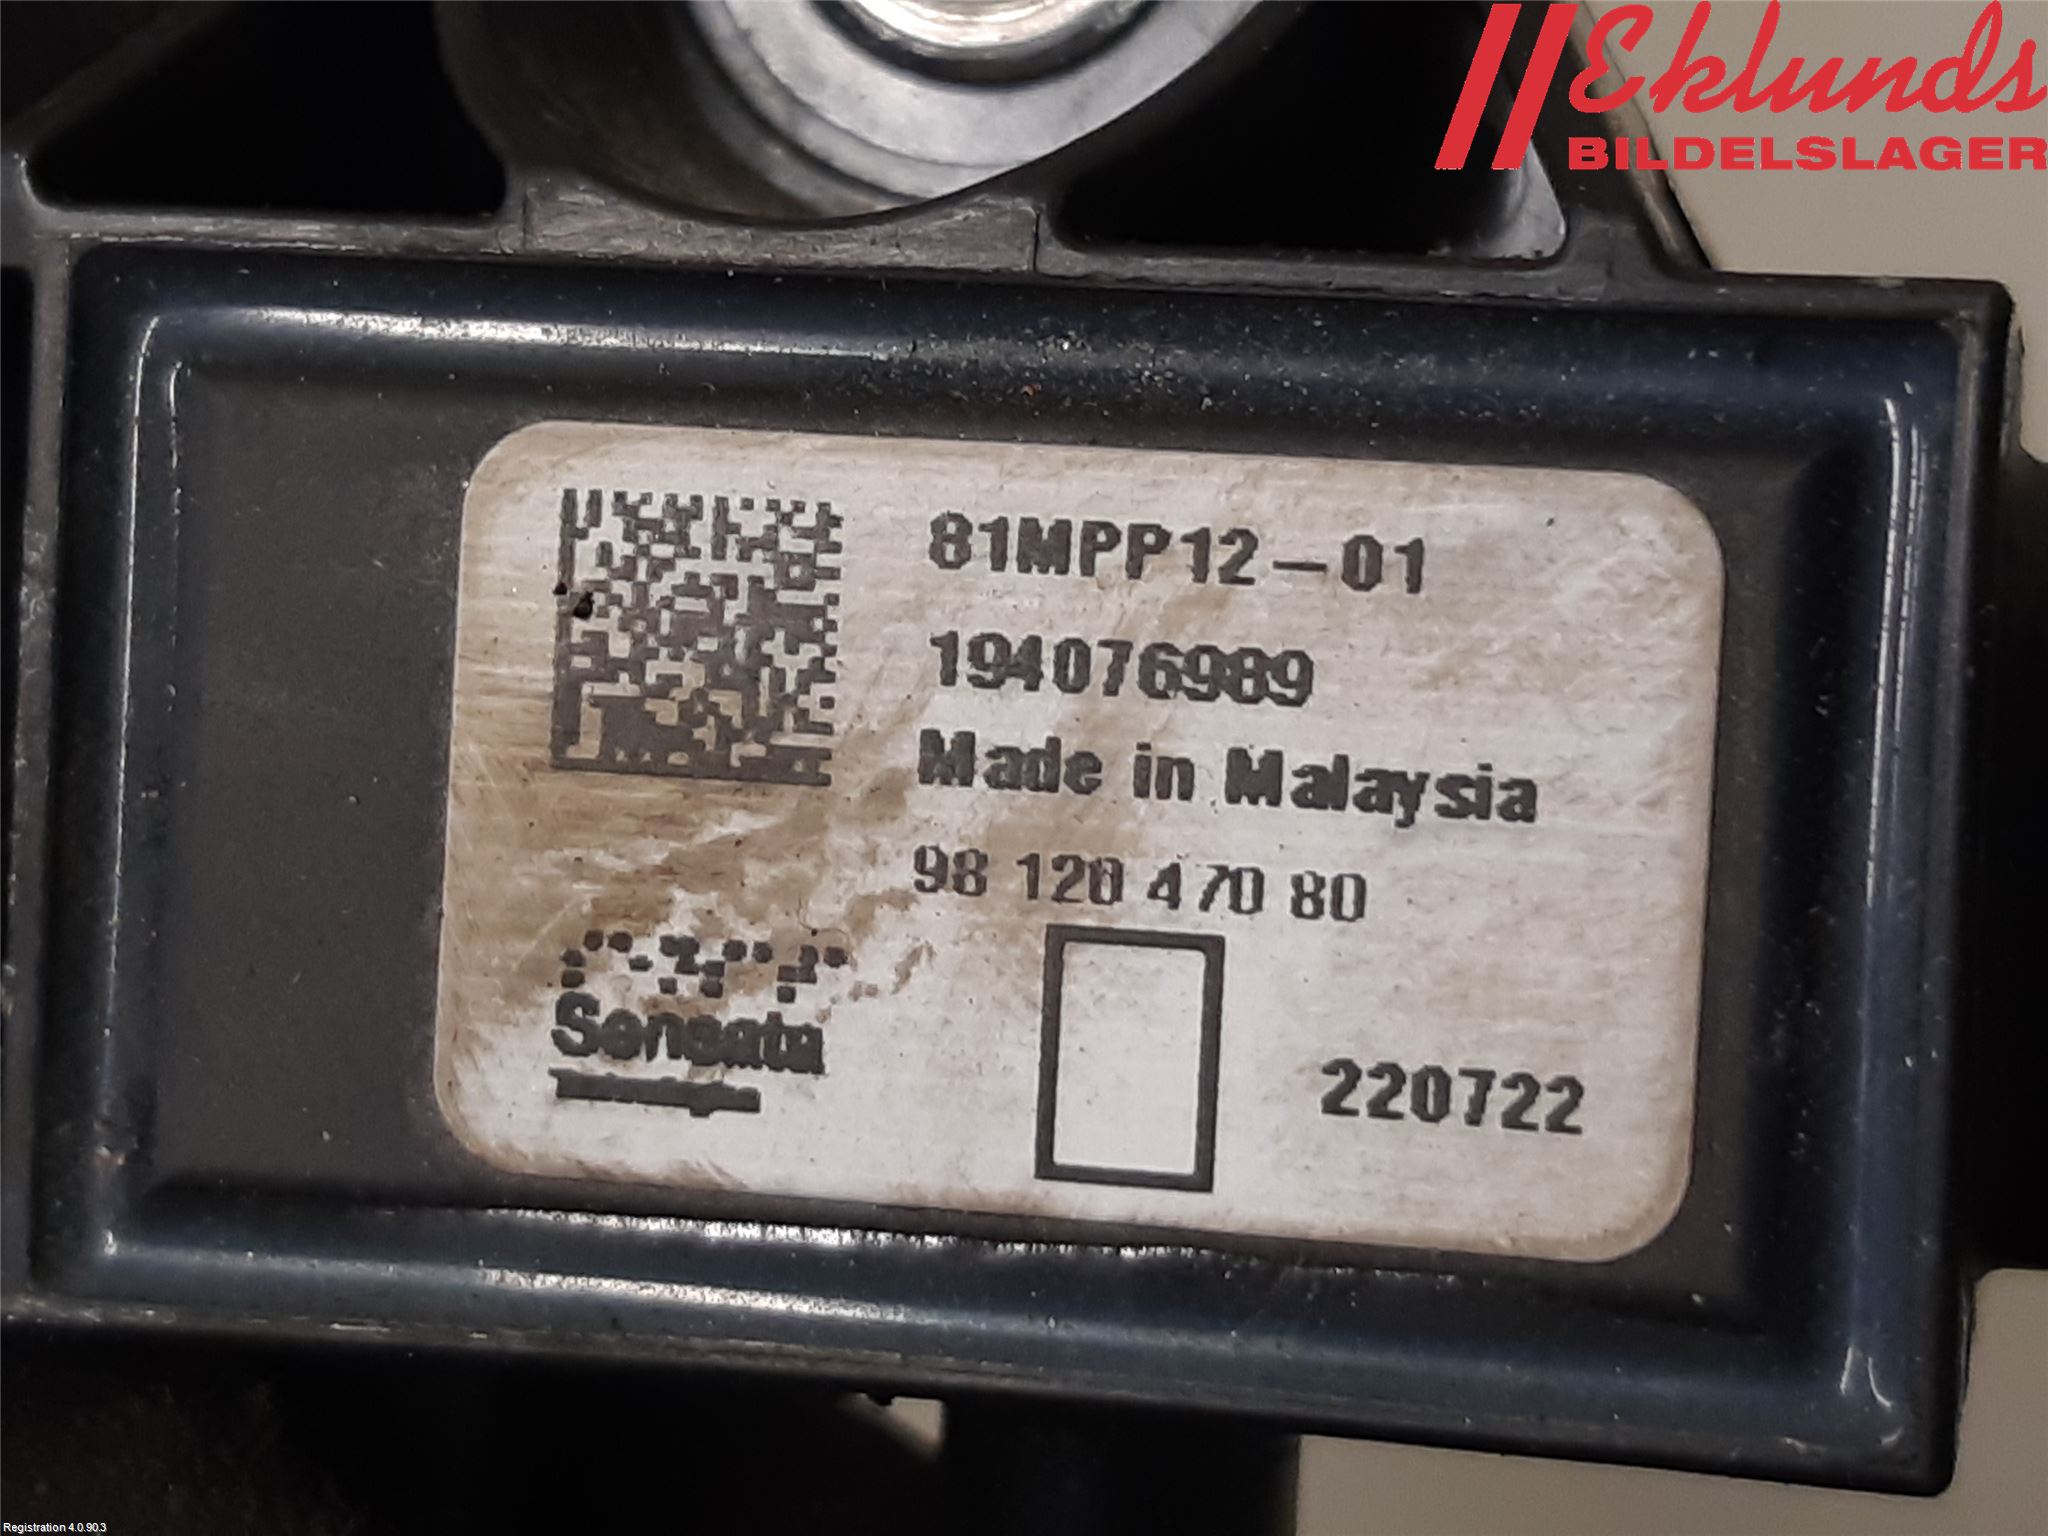 Eklunds
BILDELSLAGER
81MPP12-01
194076989
Made in Malaysia
98 120 470 80
Sensata
220722
Registration 4.0.90.3